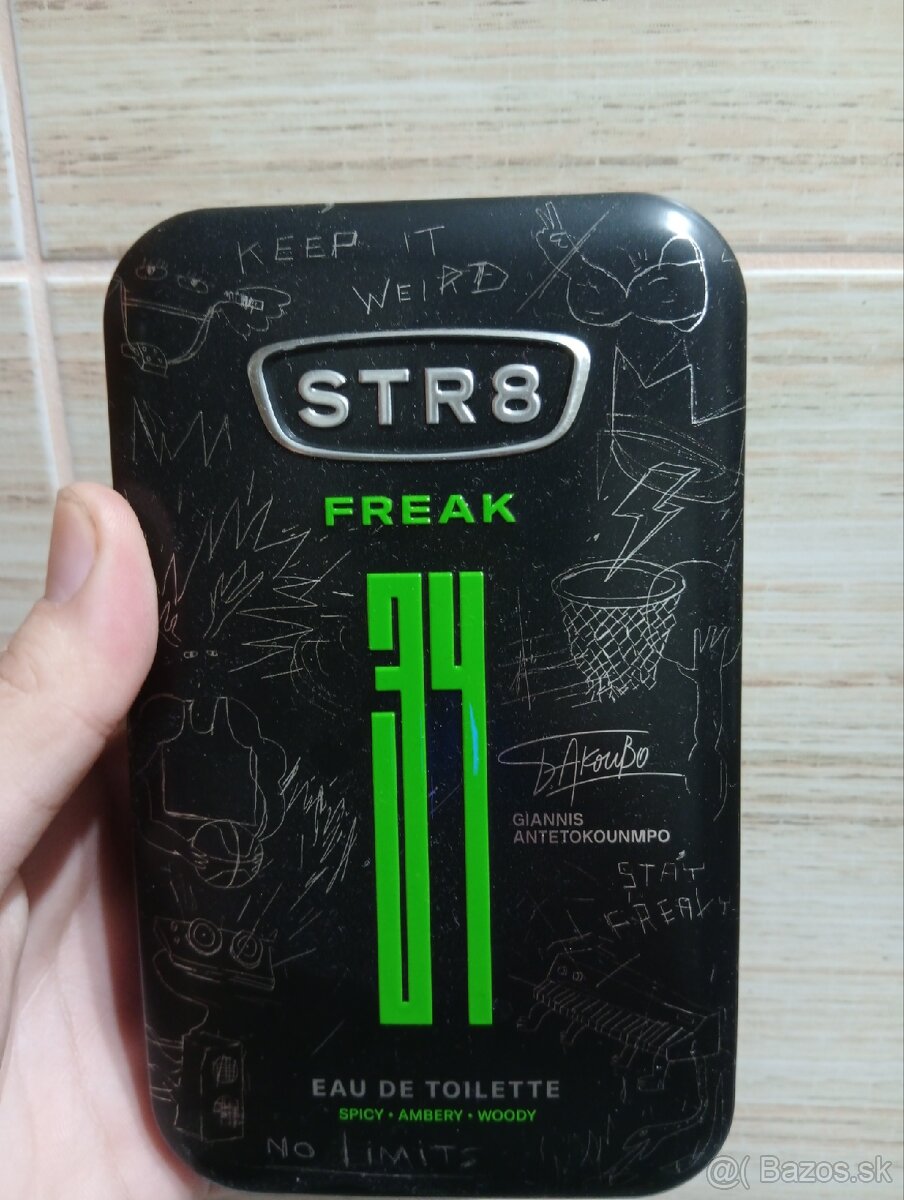 KEEP IT
WEIRD
STR8
FREAK
34
GIANNIS
ANTETOKOUNMPO
STAY
FREAKY
EAU DE TOILETTE
SPICY • AMBERY • WOODY
NO LIMITS
@( Bazos.sk